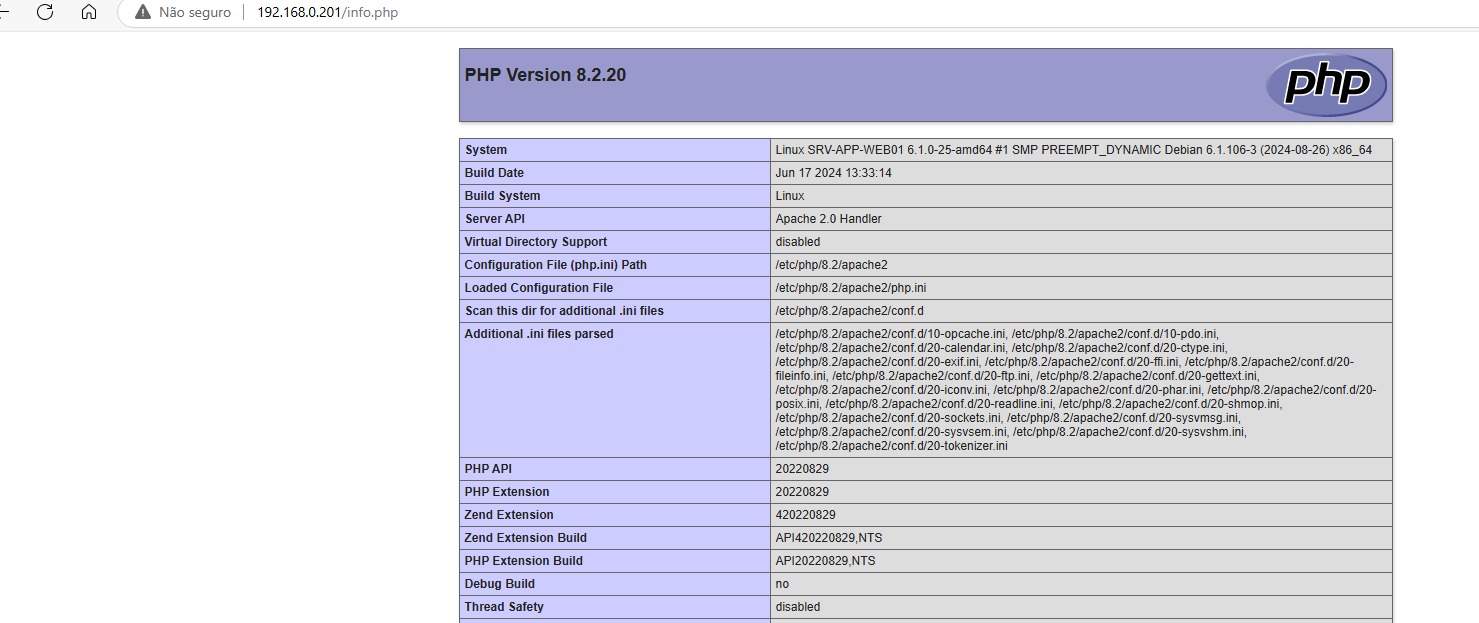 Não seguro 192.168.0.201/info.php
PHP Version 8.2.20
php
System Linux SRV-APP-WEB01 6.1.0-25-amd64 #1 SMP PREEMPT_DYNAMIC Debian 6.1.106-3 (2024-08-26) x86_64
Build Date Jun 17 2024 13:33:14
Build System Linux
Server API Apache 2.0 Handler
Virtual Directory Support disabled
Configuration File (php.ini) Path /etc/php/8.2/apache2
Loaded Configuration File /etc/php/8.2/apache2/php.ini
Scan this dir for additional .ini files /etc/php/8.2/apache2/conf.d
Additional .ini files parsed /etc/php/8.2/apache2/conf.d/10-opcache.ini, /etc/php/8.2/apache2/conf.d/10-pdo.ini,
/etc/php/8.2/apache2/conf.d/20-calendar.ini, /etc/php/8.2/apache2/conf.d/20-ctype.ini,
/etc/php/8.2/apache2/conf.d/20-exif.ini, /etc/php/8.2/apache2/conf.d/20-ffi.ini, /etc/php/8.2/apache2/conf.d/20-
fileinfo.ini, /etc/php/8.2/apache2/conf.d/20-ftp.ini, /etc/php/8.2/apache2/conf.d/20-gettext.ini,
/etc/php/8.2/apache2/conf.d/20-iconv.ini, /etc/php/8.2/apache2/conf.d/20-phar.ini, /etc/php/8.2/apache2/conf.d/20-
posix.ini, /etc/php/8.2/apache2/conf.d/20-readline.ini, /etc/php/8.2/apache2/conf.d/20-shmop.ini,
/etc/php/8.2/apache2/conf.d/20-sockets.ini, /etc/php/8.2/apache2/conf.d/20-sysvmsg.ini,
/etc/php/8.2/apache2/conf.d/20-sysvsem.ini, /etc/php/8.2/apache2/conf.d/20-sysvshm.ini,
/etc/php/8.2/apache2/conf.d/20-tokenizer.ini
PHP API 20220829
PHP Extension 20220829
Zend Extension 420220829
Zend Extension Build API420220829,NTS
PHP Extension Build API20220829,NTS
Debug Build no
Thread Safety disabled